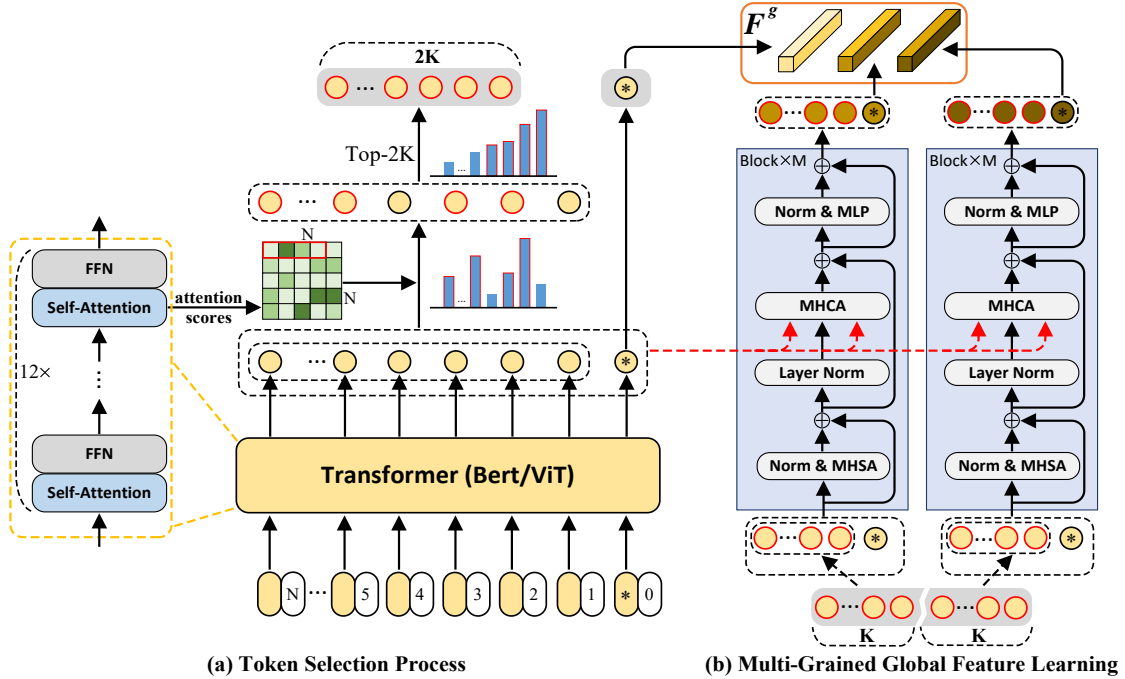 F^g
2K
... * 
Top-2K
...
Block×M
Block×M
Norm & MLP
Norm & MLP
N
N
FFN
Self-Attention
attention
scores
...
MHCA
MHCA
12×
Layer Norm
Layer Norm
FFN
Self-Attention
Transformer (Bert/ViT)
Norm & MHSA
Norm & MHSA
N ... 5 4 3 2 1 * 0
K
K
(a) Token Selection Process
(b) Multi-Grained Global Feature Learning